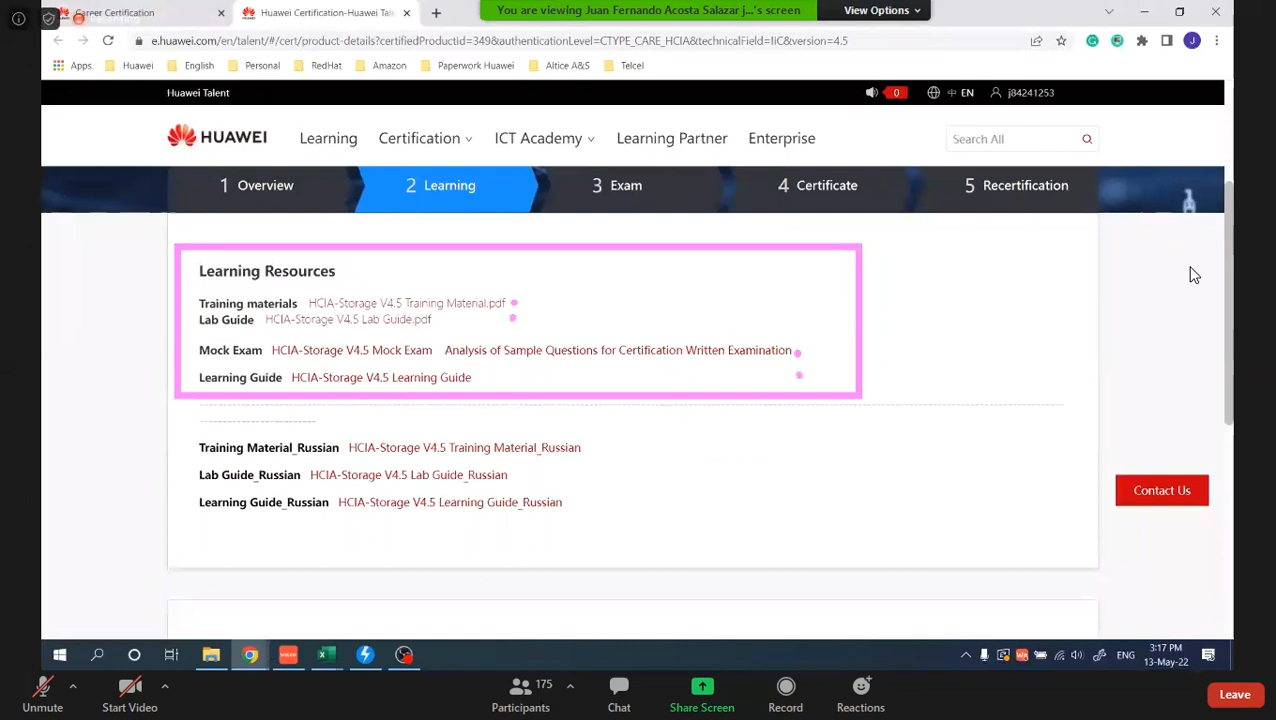 Career Certification
Huawei Certification-Huawei Tal
You are viewing Juan Fernando Acosta Salazar j...'s screen
View Options
e.huawei.com/en/talent/#/cert/product-details?certifiedProductId=349&authenticationLevel=CTYPE_CARE_HCIA&technicalField=IIC&version=4.5
J
Apps Huawei English Personal RedHat Amazon Paperwork Huawei Altice A&S Telcel
Huawei Talent
0 中 EN j84241253
HUAWEI Learning Certification ICT Academy Learning Partner Enterprise
Search All
1 Overview 2 Learning 3 Exam 4 Certificate 5 Recertification
Learning Resources
Training materials HCIA-Storage V4.5 Training Material.pdf
Lab Guide HCIA-Storage V4.5 Lab Guide.pdf
Mock Exam HCIA-Storage V4.5 Mock Exam Analysis of Sample Questions for Certification Written Examination
Learning Guide HCIA-Storage V4.5 Learning Guide
Training Material_Russian HCIA-Storage V4.5 Training Material_Russian
Lab Guide_Russian HCIA-Storage V4.5 Lab Guide_Russian
Learning Guide_Russian HCIA-Storage V4.5 Learning Guide_Russian
Contact Us
ENG
3:17 PM
13-May-22
175
Unmute Start Video Participants Chat Share Screen Record Reactions Leave